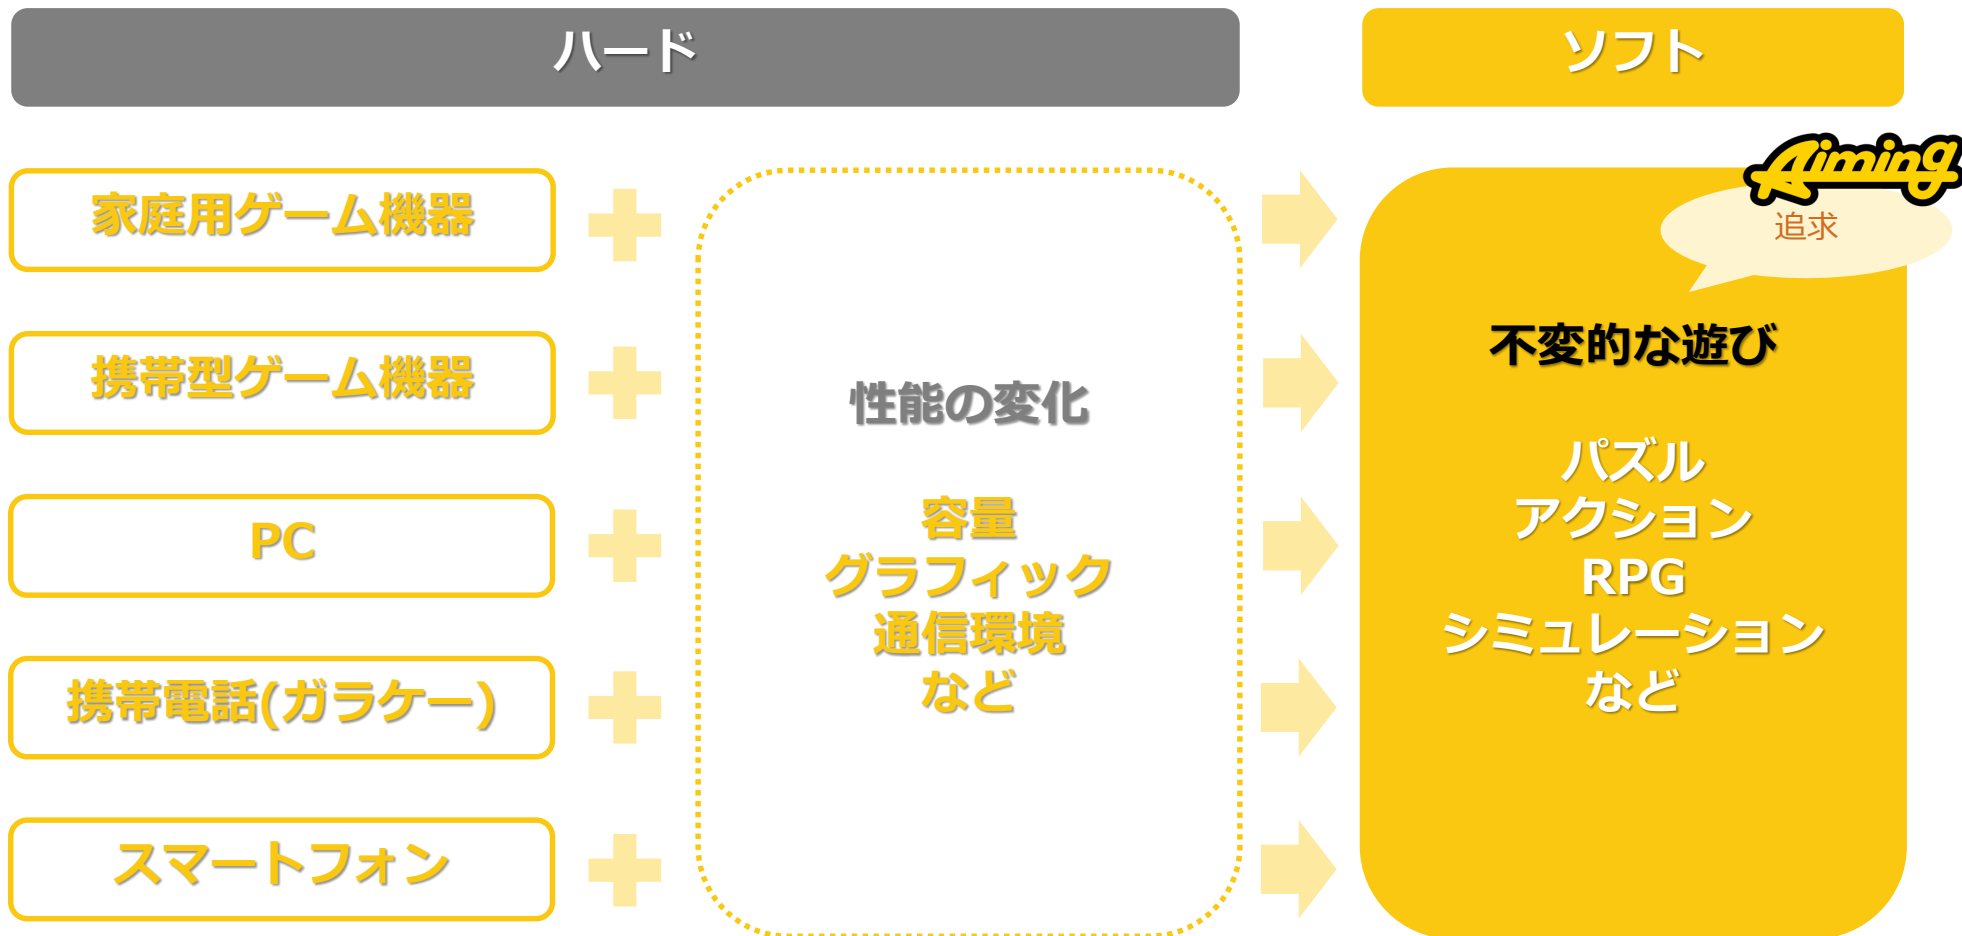 ハード
ソフト
家庭用ゲーム機器
携帯型ゲーム機器
PC
携帯電話(ガラケー)
スマートフォン
性能の変化
容量
グラフィック
通信環境
など
Aiming
追求
不変的な遊び
パズル
アクション
RPG
シミュレーション
など